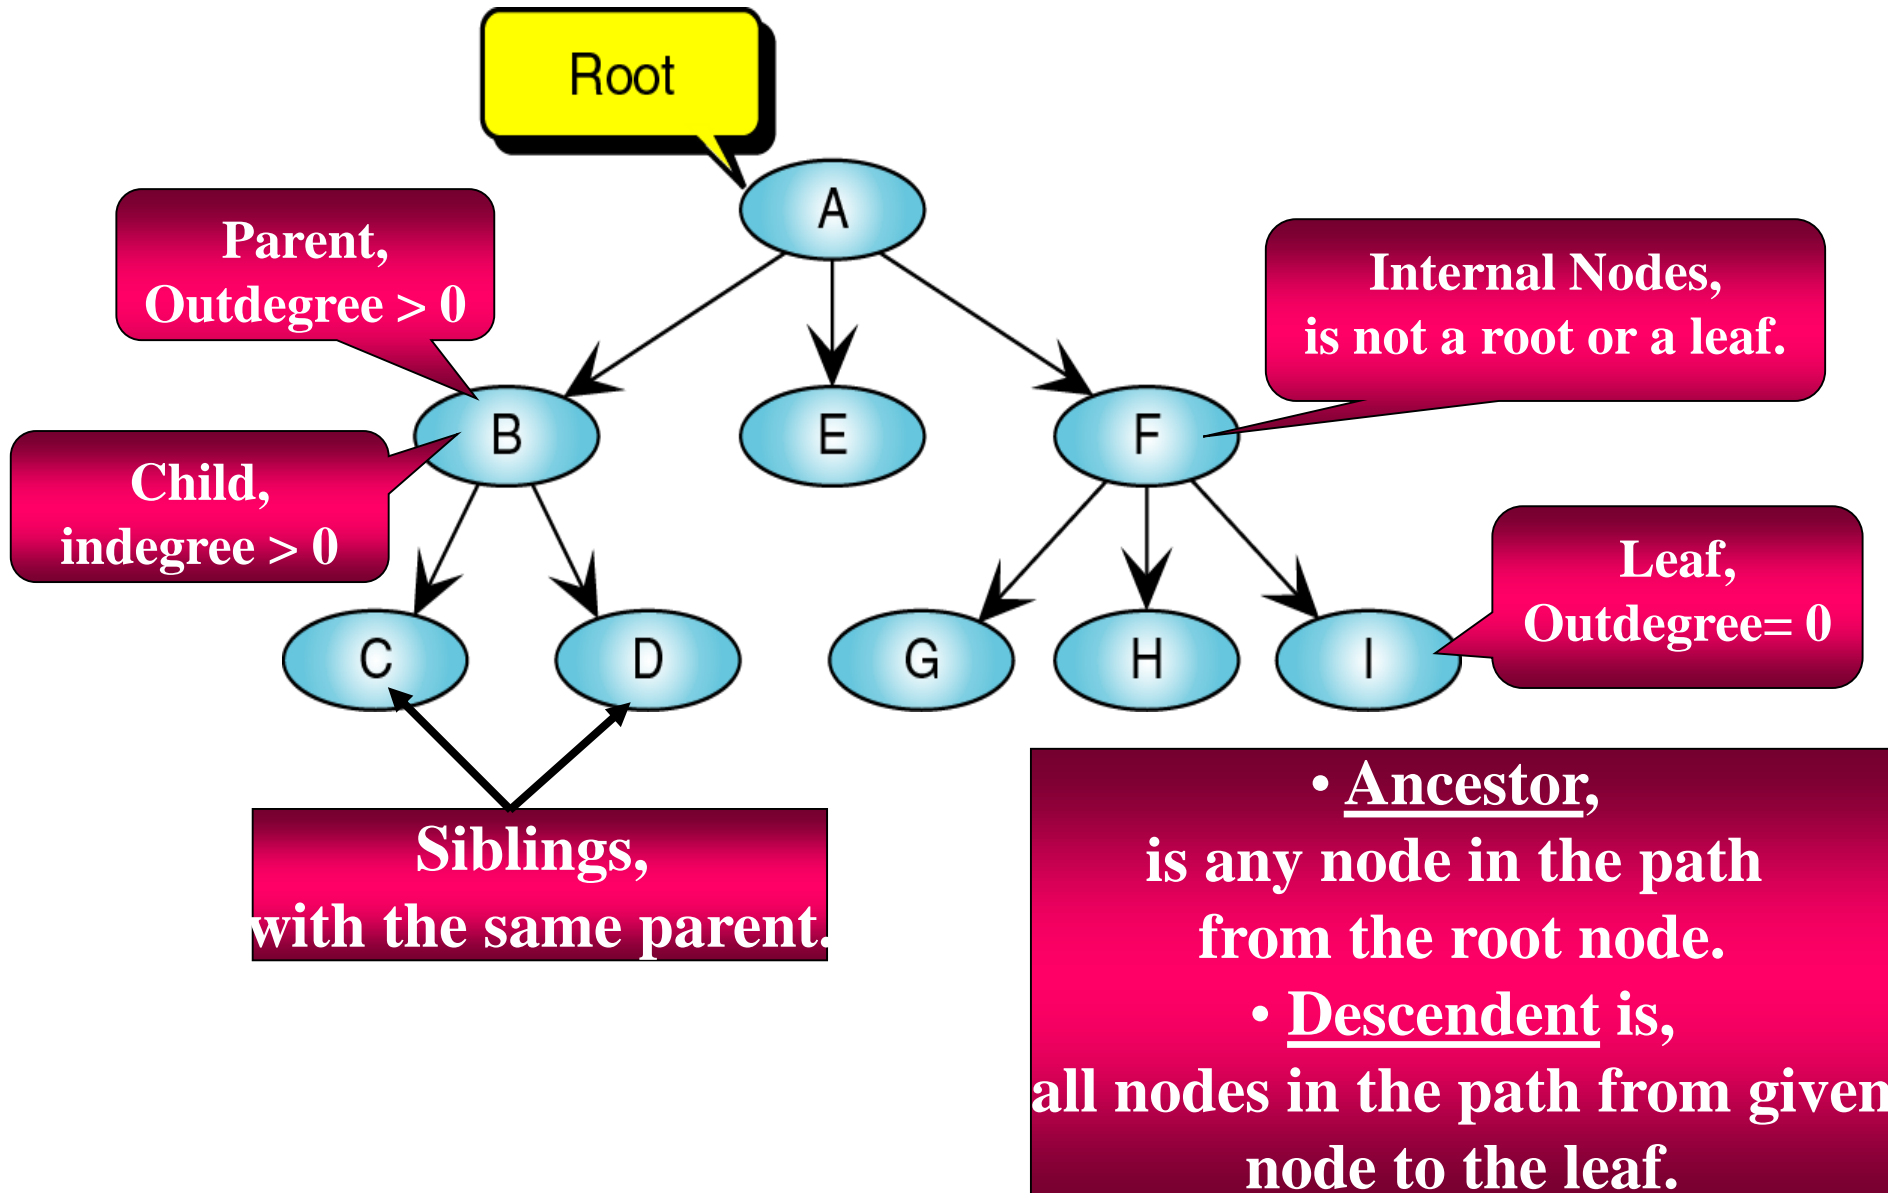 Root
A
Parent,
Outdegree > 0
Internal Nodes,
is not a root or a leaf.
B
E
F
Child,
indegree > 0
Leaf,
Outdegree= 0
C
D
G
H
I
Siblings,
with the same parent.
• Ancestor,
is any node in the path
from the root node.
• Descendent is,
all nodes in the path from given
node to the leaf.